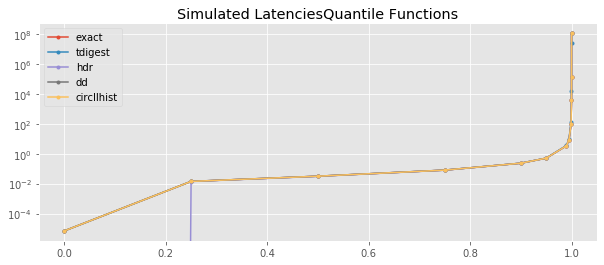 Simulated LatenciesQuantile Functions
exact
tdigest
hdr
dd
circllhist
10^8
10^6
10^4
10^2
10^0
10^−2
10^−4
0.0 0.2 0.4 0.6 0.8 1.0